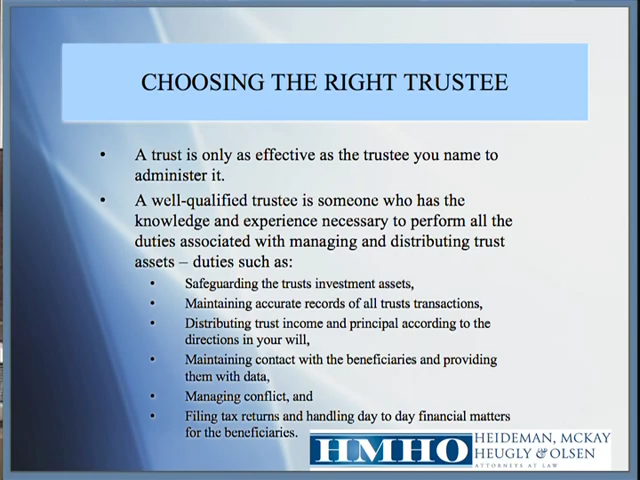 CHOOSING THE RIGHT TRUSTEE
• A trust is only as effective as the trustee you name to
administer it.
• A well-qualified trustee is someone who has the
knowledge and experience necessary to perform all the
duties associated with managing and distributing trust
assets – duties such as:
• Safeguarding the trusts investment assets,
• Maintaining accurate records of all trusts transactions,
• Distributing trust income and principal according to the
directions in your will,
• Maintaining contact with the beneficiaries and providing
them with data,
• Managing conflict, and
• Filing tax returns and handling day to day financial matters
for the beneficiaries.
HMHO
HEIDEMAN, MCKAY
HEUGLY & OLSEN
ATTORNEYS AT LAW